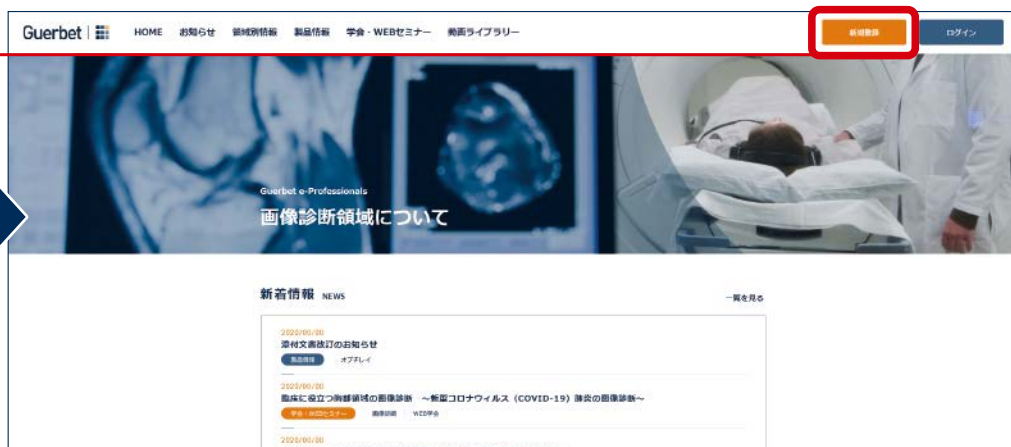 Guerbet
HOME お知らせ 領域別情報 製品情報 学会・WEBセミナー 動画ライブラリー
新規登録 ログイン
Guerbet e-Professionals
画像診断領域について
新着情報 NEWS
一覧を見る
2020/00/00
添付文書改訂のお知らせ
製品情報 オプチレイ
2020/00/00
臨床に役立つ胸部領域の画像診断 ～新型コロナウィルス（COVID-19）肺炎の画像診断～
学会・WEBセミナー 画像診断 WEB学会
2020/00/00